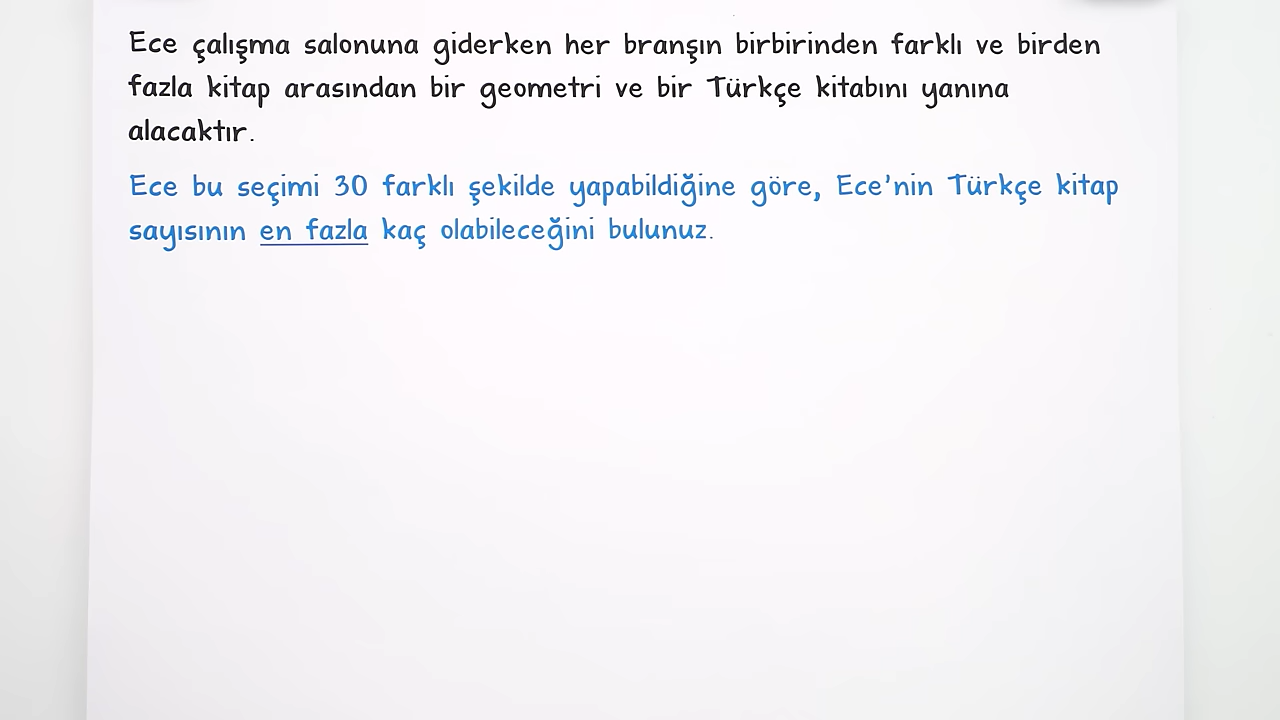 Ece çalışma salonuna giderken her branşın birbirinden farklı ve birden
fazla kitap arasından bir geometri ve bir Türkçe kitabını yanına
alacaktır.
Ece bu seçimi 30 farklı şekilde yapabildiğine göre, Ece'nin Türkçe kitap
sayısının en fazla kaç olabileceğini bulunuz.